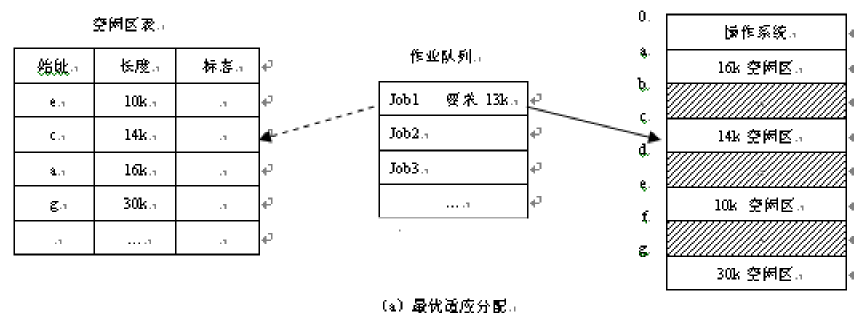 空闲区表
始址 长度 标志
e 10k
c 14k
a 16k
g 30k
…
作业队列
Job1 要求 13k
Job2
Job3
…
0
a
b
c
d
e
f
g
操作系统
16k 空闲区
14k 空闲区
10k 空闲区
30k 空闲区
(a) 最优适应分配